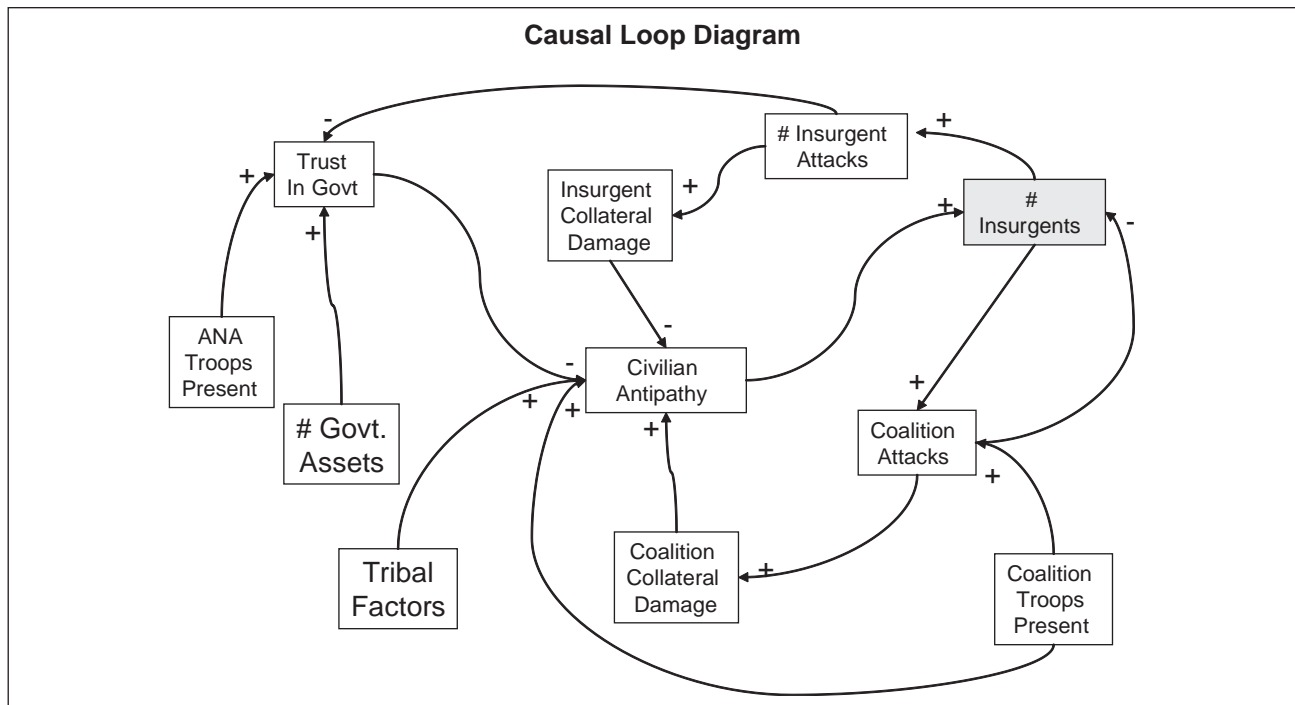 Causal Loop Diagram
-
+
# Insurgent
Attacks
+
Trust
In Govt
+
Insurgent
Collateral
Damage
+
#
Insurgents
+
-
+
ANA
Troops
Present
-
-
Civilian
Antipathy
+
+
+
# Govt.
Assets
+
Coalition
Attacks
+
Tribal
Factors
Coalition
Collateral
Damage
+
Coalition
Troops
Present